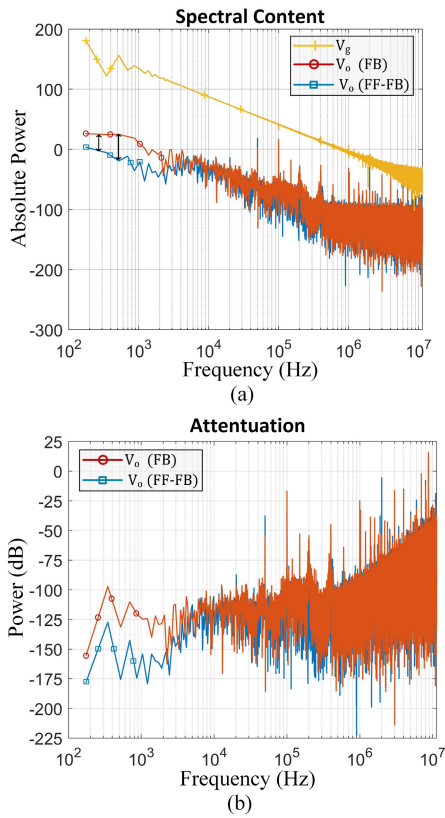 Spectral Content
200
100
0
-100
-200
-300
Absolute Power
V_g
V_o (FB)
V_o (FF-FB)
10^2 10^3 10^4 10^5 10^6 10^7
Frequency (Hz)
(a)
Attentuation
25
0
-25
-50
-75
-100
-125
-150
-175
-200
-225
Power (dB)
V_o (FB)
V_o (FF-FB)
10^2 10^3 10^4 10^5 10^6 10^7
Frequency (Hz)
(b)